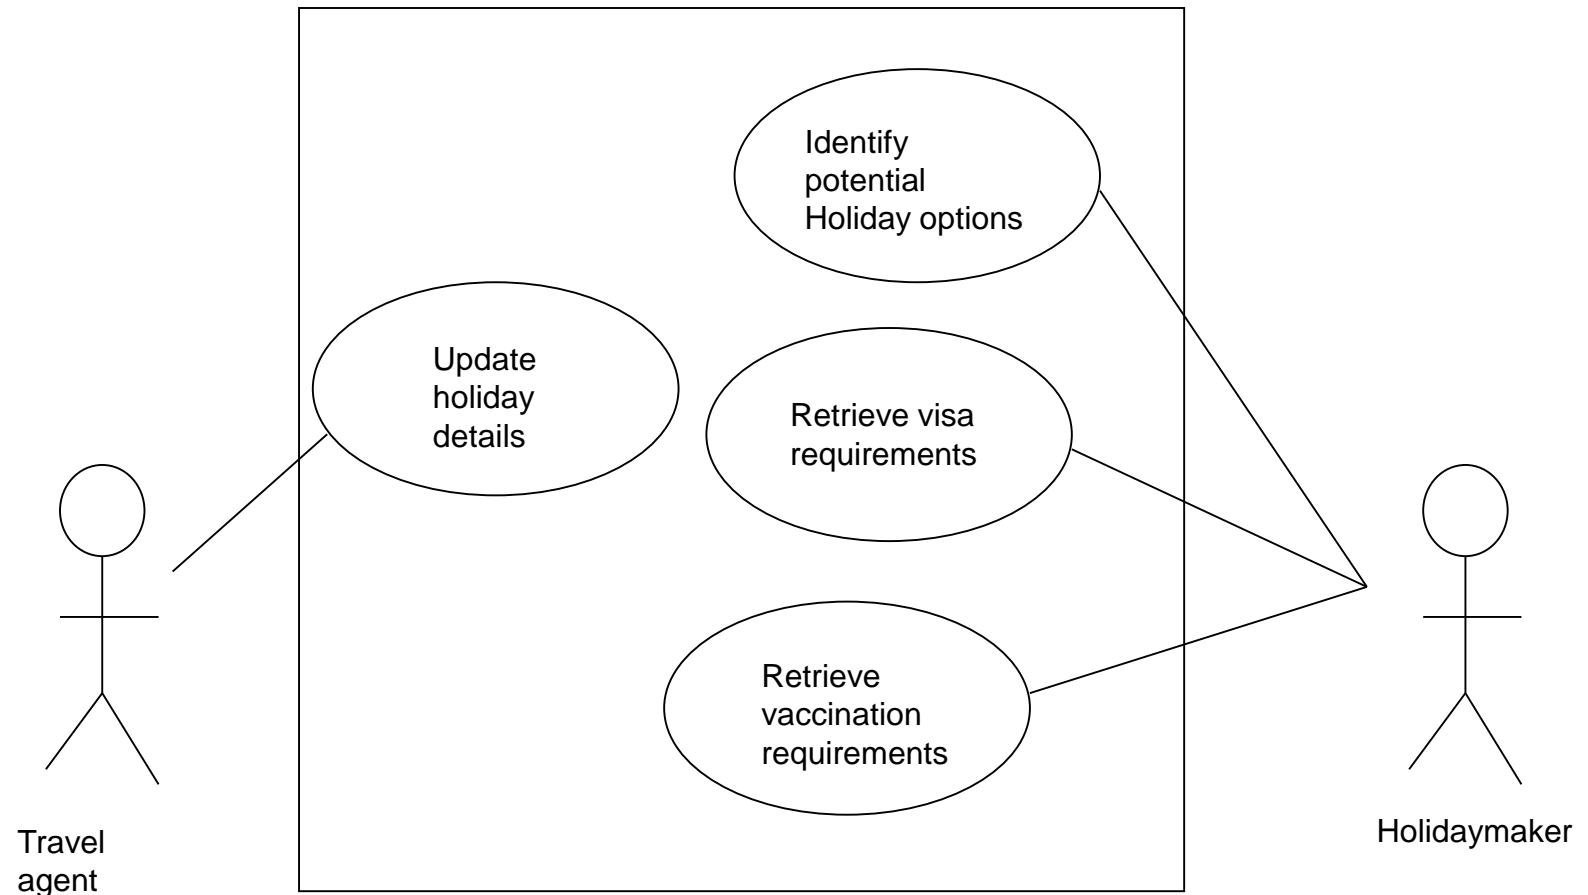 Identify
potential
Holiday options
Update
holiday
details
Retrieve visa
requirements
Retrieve
vaccination
requirements
Travel
agent
Holidaymaker